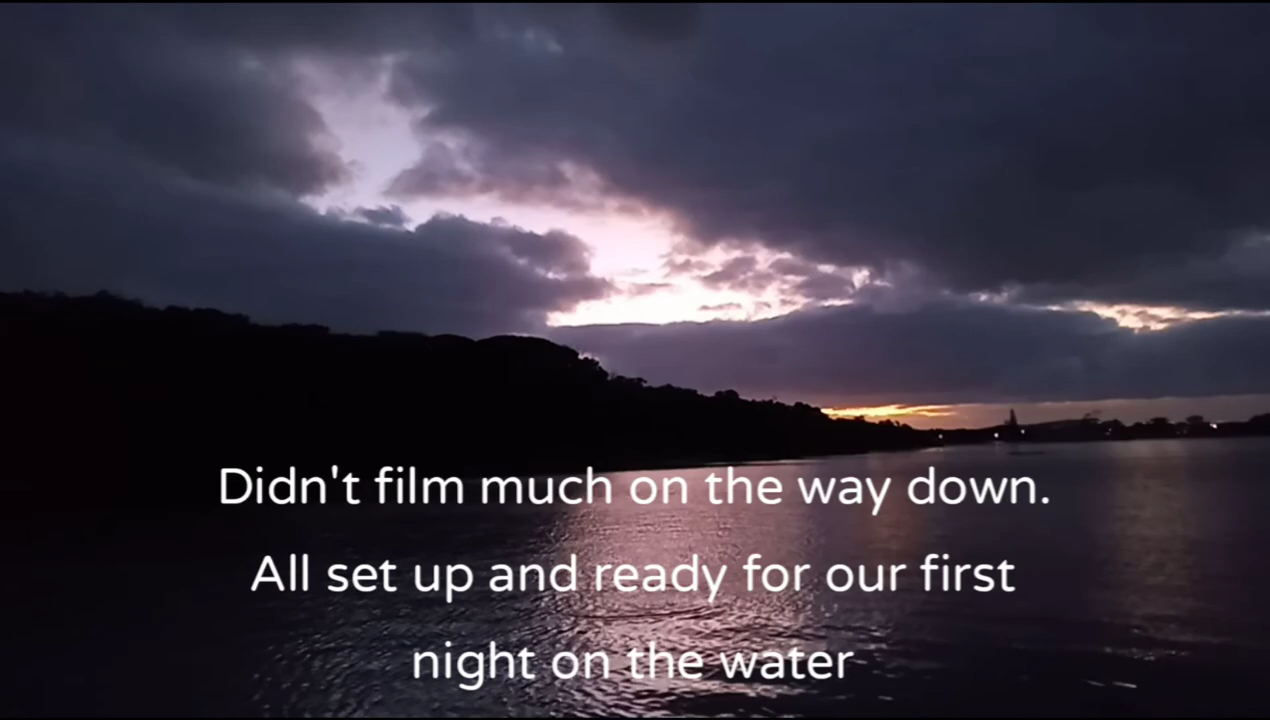 Didn't film much on the way down.
All set up and ready for our first
night on the water